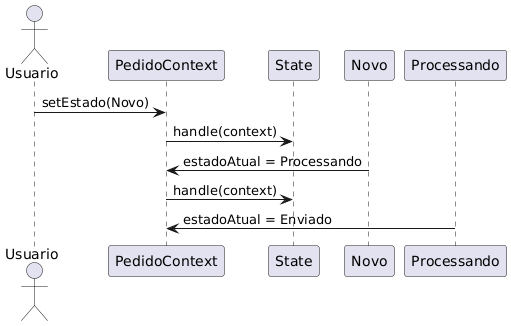 Usuario
PedidoContext
State
Novo
Processando
setEstado(Novo)
handle(context)
estadoAtual = Processando
handle(context)
estadoAtual = Enviado
Usuario
PedidoContext
State
Novo
Processando